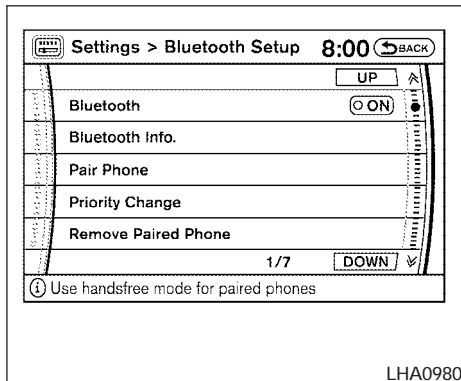 Settings > Bluetooth Setup 8:00 BACK
UP
Bluetooth ON
Bluetooth Info.
Pair Phone
Priority Change
Remove Paired Phone
1/7 DOWN
i Use handsfree mode for paired phones
LHA0980